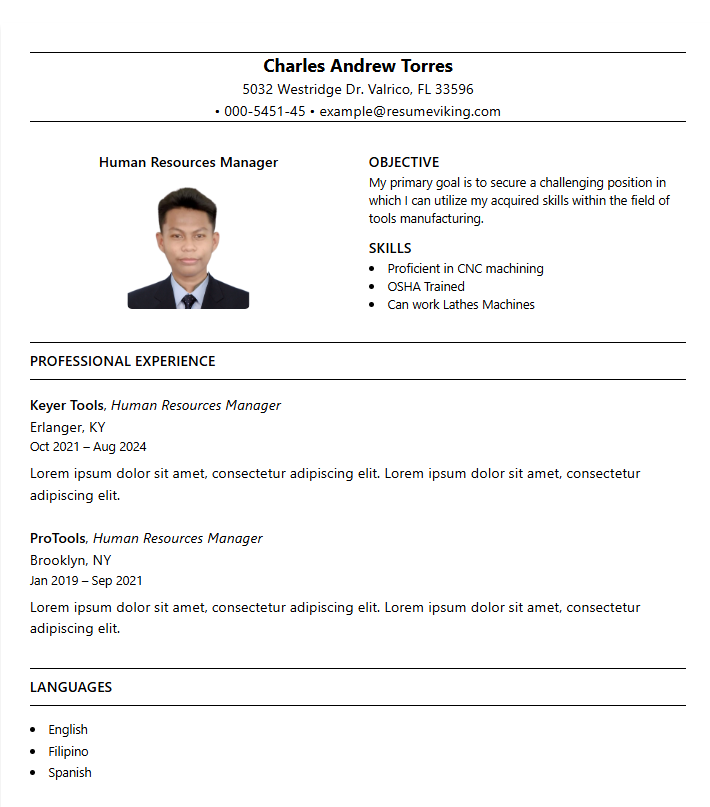 Charles Andrew Torres
5032 Westridge Dr. Valrico, FL 33596
• 000-5451-45 • example@resumeviking.com
Human Resources Manager
OBJECTIVE
My primary goal is to secure a challenging position in
which I can utilize my acquired skills within the field of
tools manufacturing.
SKILLS
• Proficient in CNC machining
• OSHA Trained
• Can work Lathes Machines
PROFESSIONAL EXPERIENCE
Keyer Tools, Human Resources Manager
Erlanger, KY
Oct 2021 – Aug 2024
Lorem ipsum dolor sit amet, consectetur adipiscing elit. Lorem ipsum dolor sit amet, consectetur
adipiscing elit.
ProTools, Human Resources Manager
Brooklyn, NY
Jan 2019 – Sep 2021
Lorem ipsum dolor sit amet, consectetur adipiscing elit. Lorem ipsum dolor sit amet, consectetur
adipiscing elit.
LANGUAGES
• English
• Filipino
• Spanish